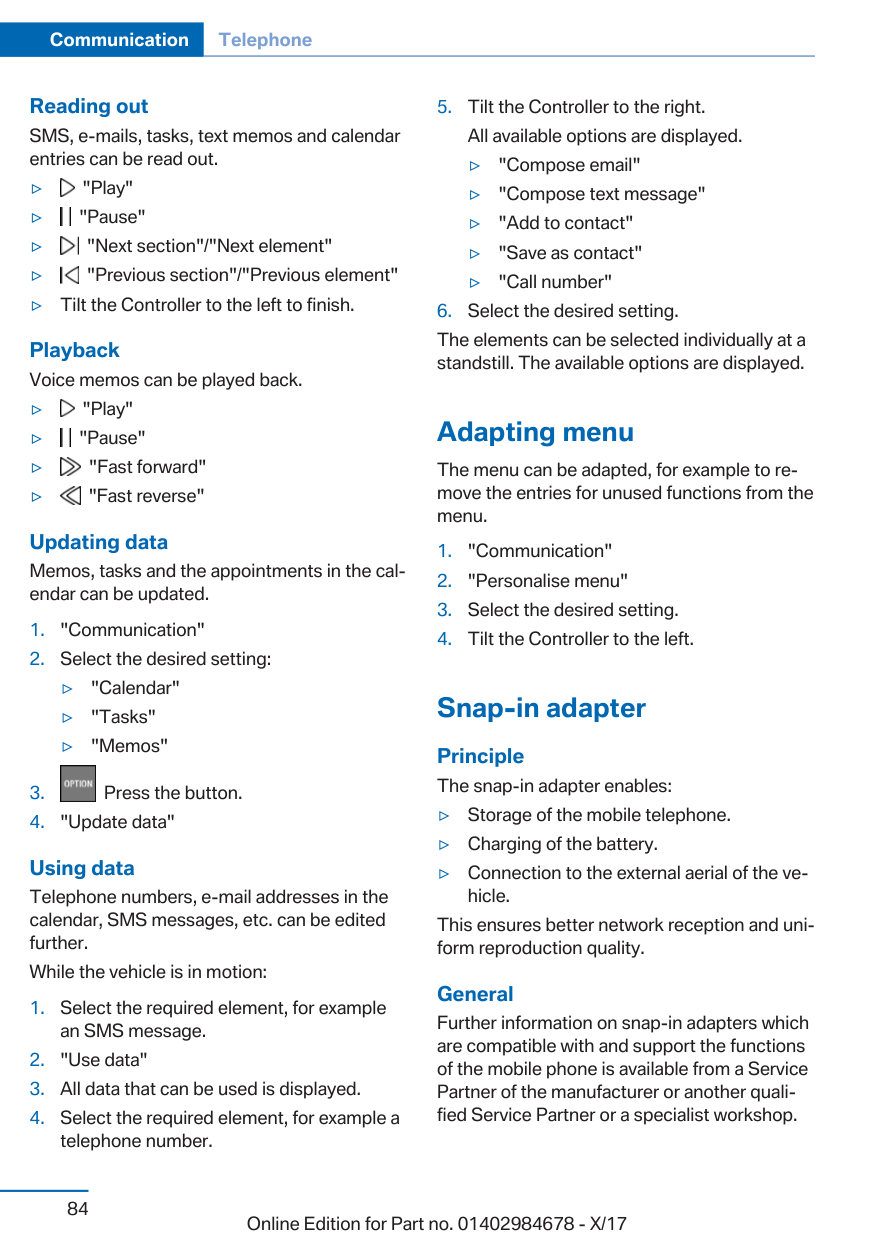 Communication Telephone
Reading out
SMS, e-mails, tasks, text memos and calendar
entries can be read out.
▷ "Play"
▷ "Pause"
▷ "Next section"/"Next element"
▷ "Previous section"/"Previous element"
▷ Tilt the Controller to the left to finish.
Playback
Voice memos can be played back.
▷ "Play"
▷ "Pause"
▷ "Fast forward"
▷ "Fast reverse"
Updating data
Memos, tasks and the appointments in the cal-
endar can be updated.
1. "Communication"
2. Select the desired setting:
▷ "Calendar"
▷ "Tasks"
▷ "Memos"
3. OPTION Press the button.
4. "Update data"
Using data
Telephone numbers, e-mail addresses in the
calendar, SMS messages, etc. can be edited
further.
While the vehicle is in motion:
1. Select the required element, for example
an SMS message.
2. "Use data"
3. All data that can be used is displayed.
4. Select the required element, for example a
telephone number.
5. Tilt the Controller to the right.
All available options are displayed.
▷ "Compose email"
▷ "Compose text message"
▷ "Add to contact"
▷ "Save as contact"
▷ "Call number"
6. Select the desired setting.
The elements can be selected individually at a
standstill. The available options are displayed.
Adapting menu
The menu can be adapted, for example to re-
move the entries for unused functions from the
menu.
1. "Communication"
2. "Personalise menu"
3. Select the desired setting.
4. Tilt the Controller to the left.
Snap-in adapter
Principle
The snap-in adapter enables:
▷ Storage of the mobile telephone.
▷ Charging of the battery.
▷ Connection to the external aerial of the ve-
hicle.
This ensures better network reception and uni-
form reproduction quality.
General
Further information on snap-in adapters which
are compatible with and support the functions
of the mobile phone is available from a Service
Partner of the manufacturer or another quali-
fied Service Partner or a specialist workshop.
84
Online Edition for Part no. 01402984678 - X/17